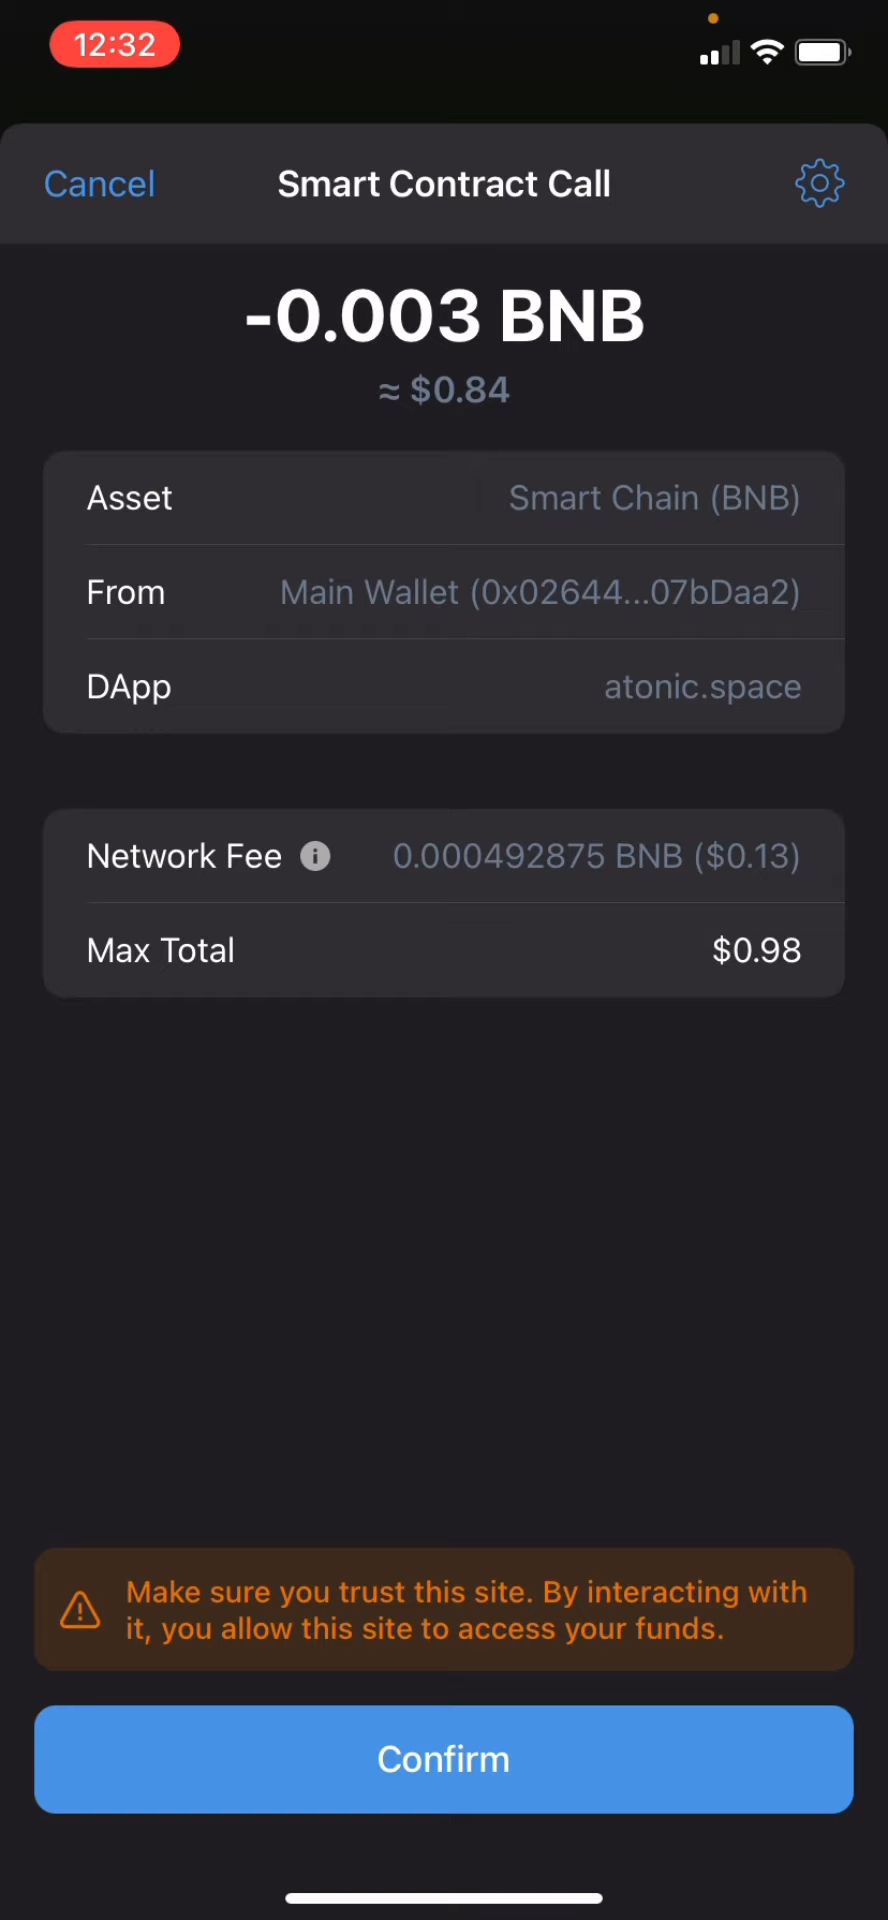 12:32
Cancel
Smart Contract Call
-0.003 BNB
≈ $0.84
Asset Smart Chain (BNB)
From Main Wallet (0x02644...07bDaa2)
DApp atonic.space
Network Fee 0.000492875 BNB ($0.13)
Max Total $0.98
Make sure you trust this site. By interacting with
it, you allow this site to access your funds.
Confirm